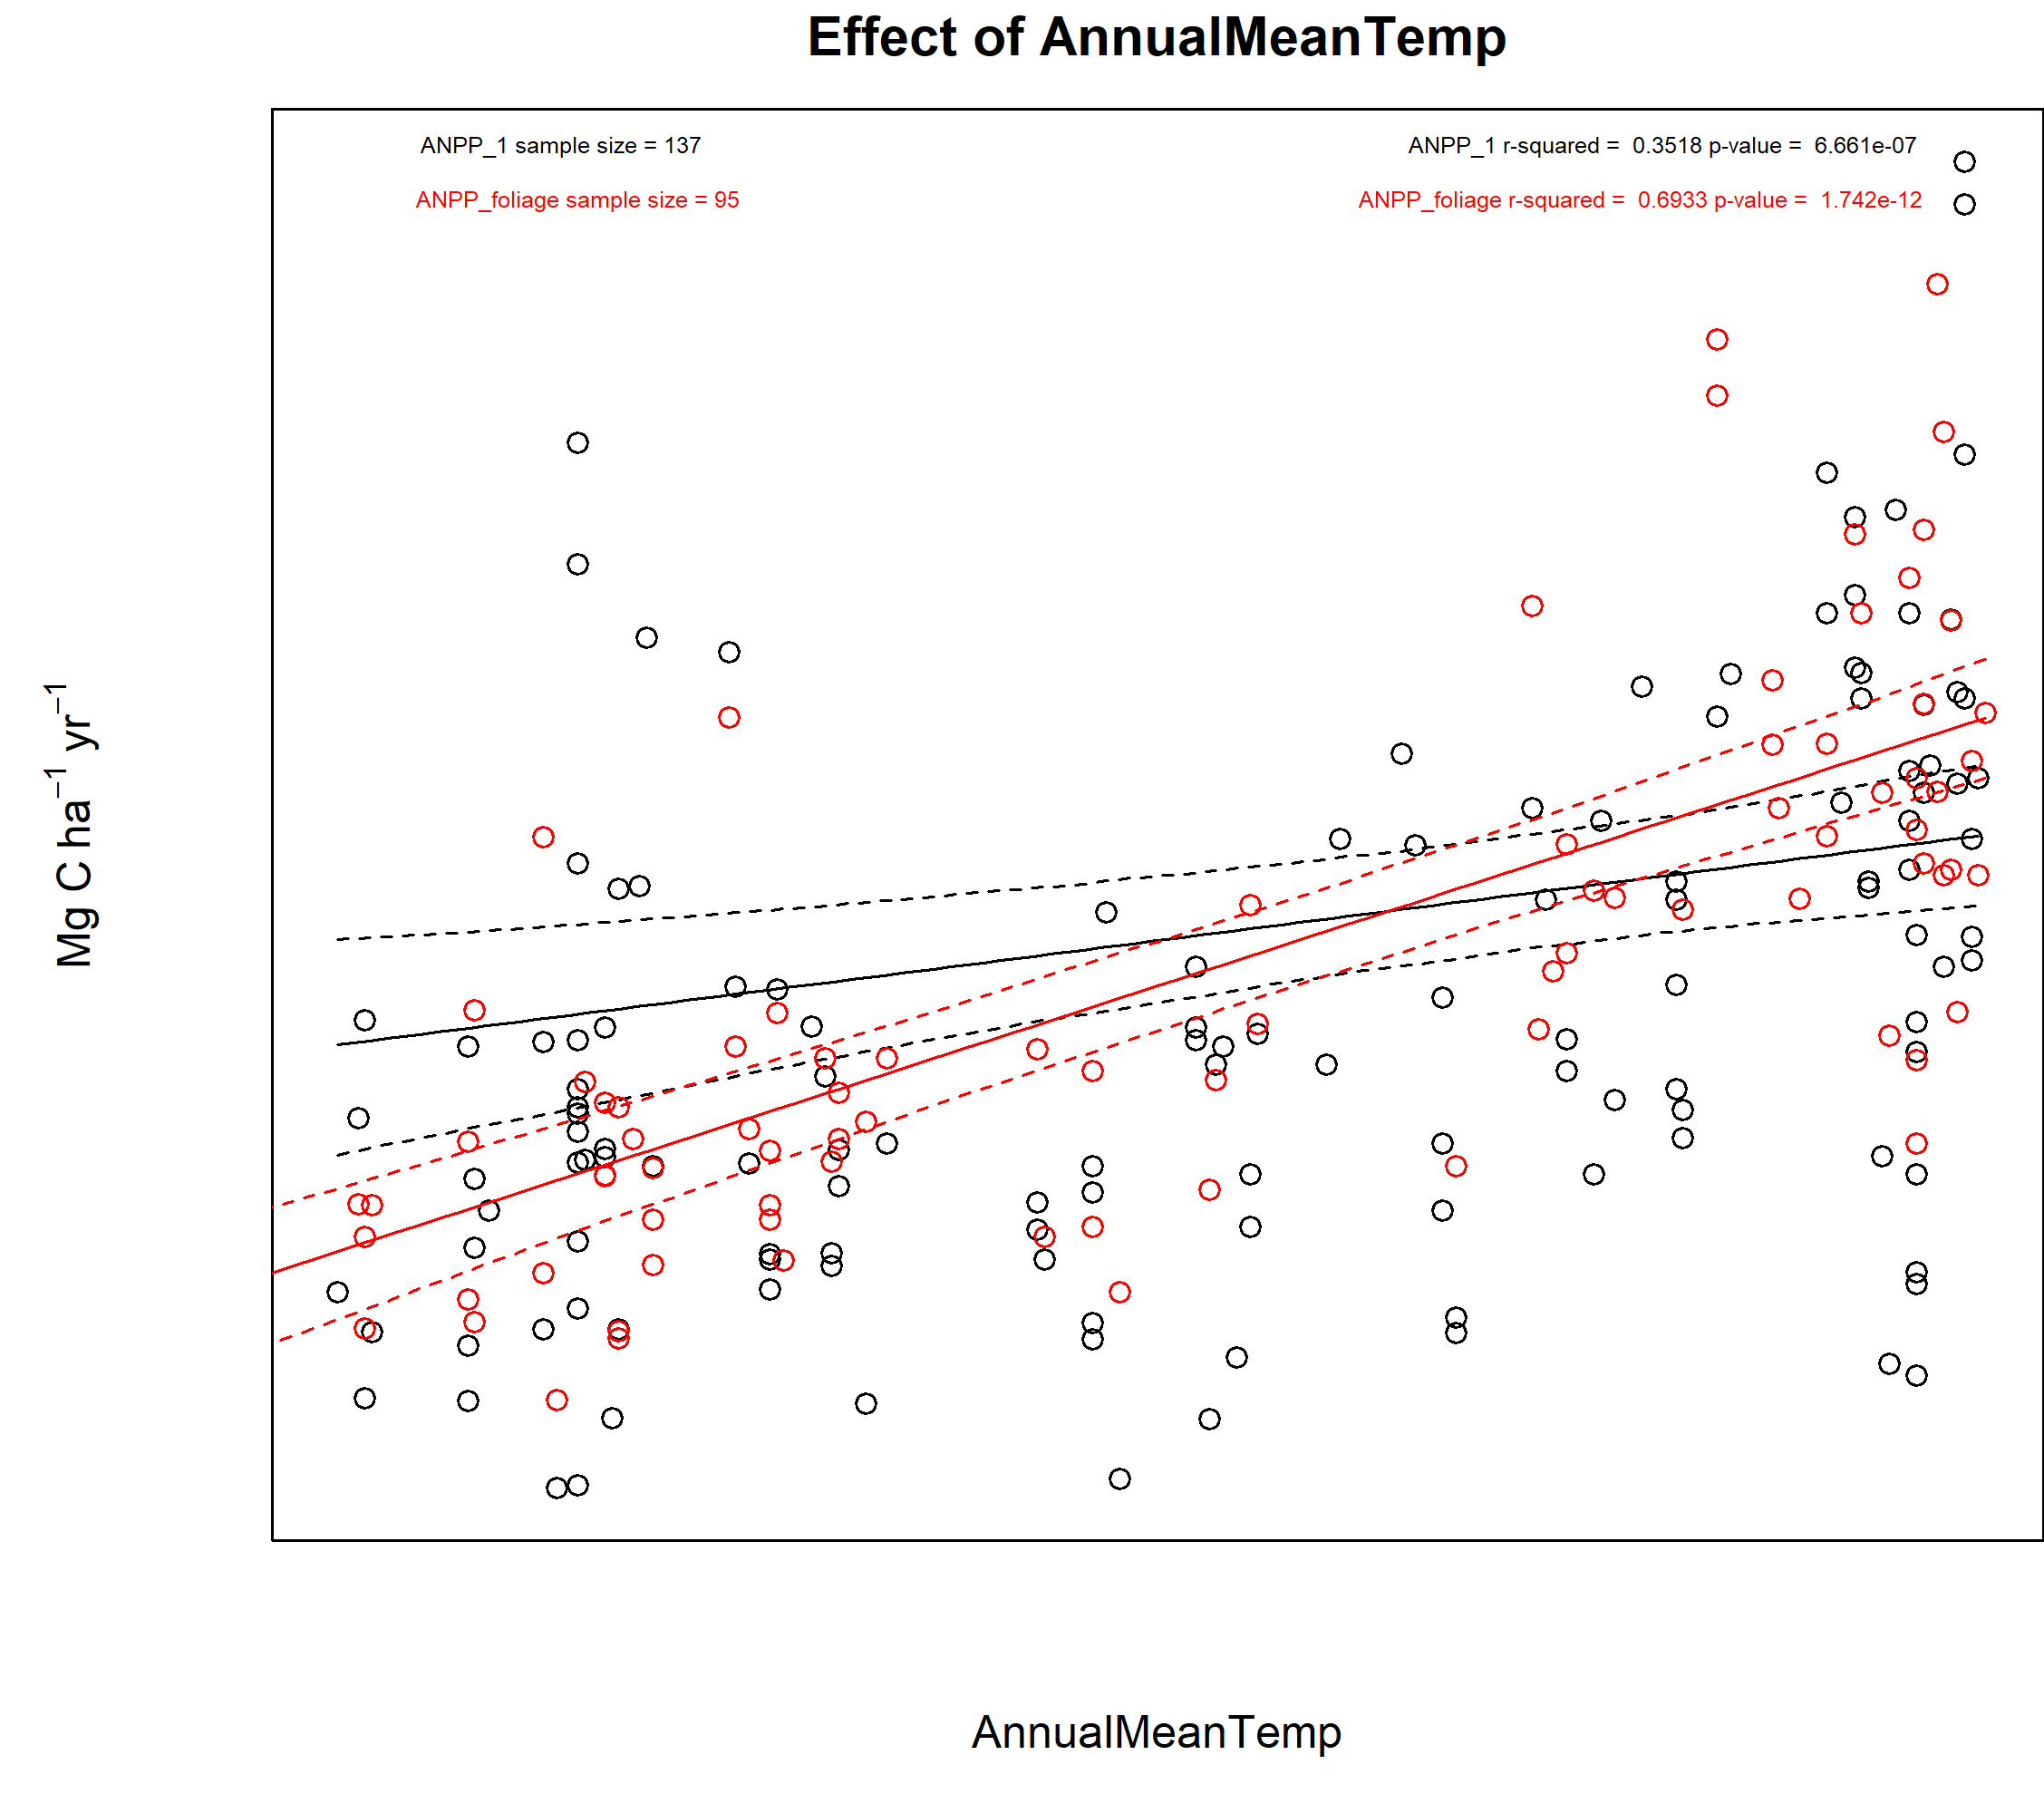 Effect of AnnualMeanTemp
ANPP_1 sample size = 137
ANPP_1 r-squared =  0.3518 p-value =  6.661e-07
ANPP_foliage sample size = 95
ANPP_foliage r-squared =  0.6933 p-value =  1.742e-12
Mg C ha⁻¹ yr⁻¹
AnnualMeanTemp